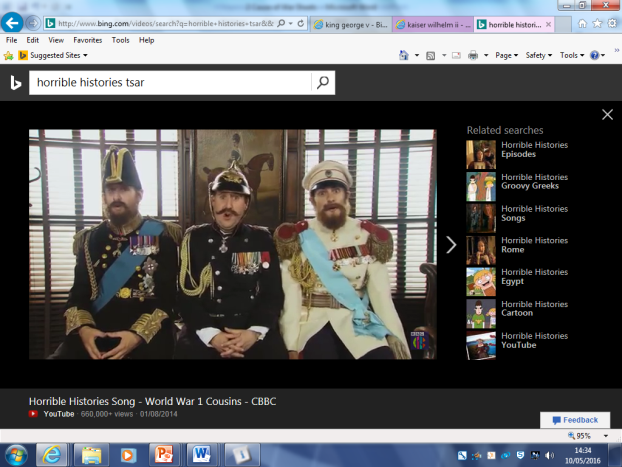 http://www.bing.com/videos/search?q=horrible+histories+tsar&&
king george v - Bi...
kaiser wilhelm ii - ...
horrible histori...
File Edit View Favorites Tools Help
Suggested Sites
Page
Safety
Tools
horrible histories tsar
Related searches
Horrible Histories
Episodes
Horrible Histories
Groovy Greeks
Horrible Histories
Songs
Horrible Histories
Rome
Horrible Histories
Egypt
Horrible Histories
Cartoon
Horrible Histories
YouTube
Horrible Histories Song - World War 1 Cousins - CBBC
YouTube · 660,000+ views · 01/08/2014
Feedback
95%
14:34
10/05/2016